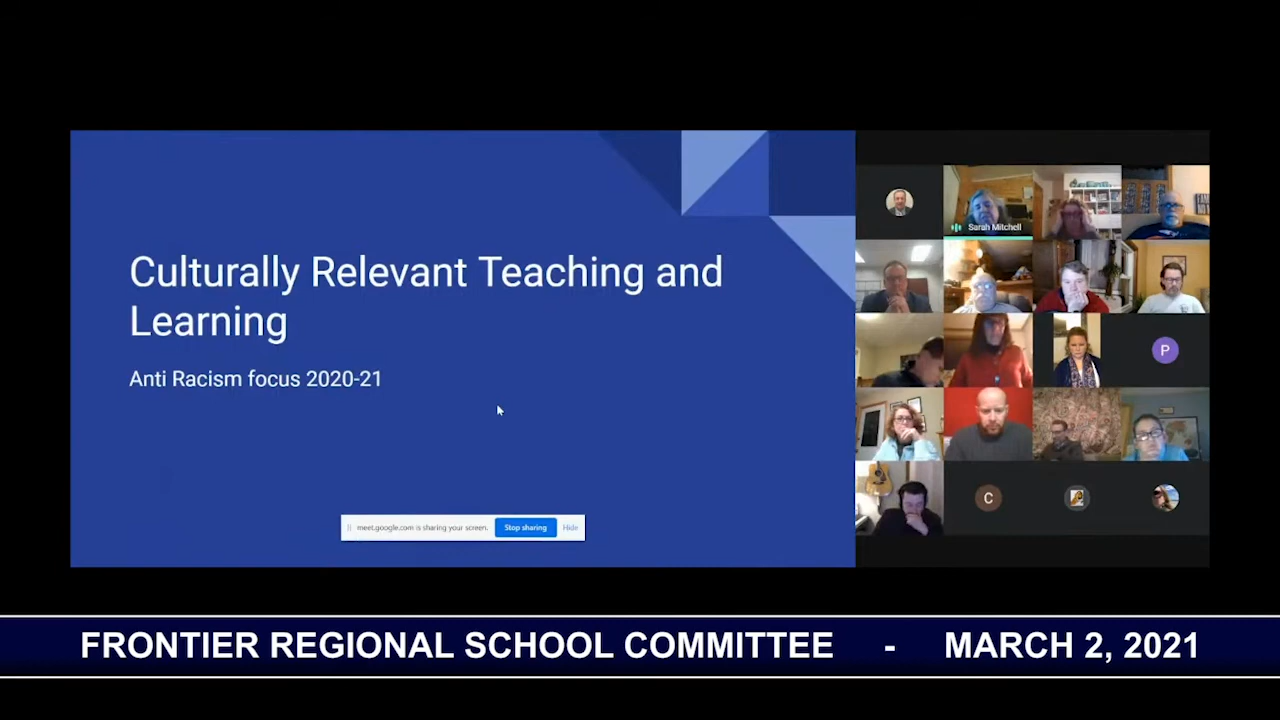 Culturally Relevant Teaching and
Learning
Anti Racism focus 2020-21
meet.google.com is sharing your screen. Stop sharing Hide
Sarah Mitchell
P
C
FRONTIER REGIONAL SCHOOL COMMITTEE - MARCH 2, 2021